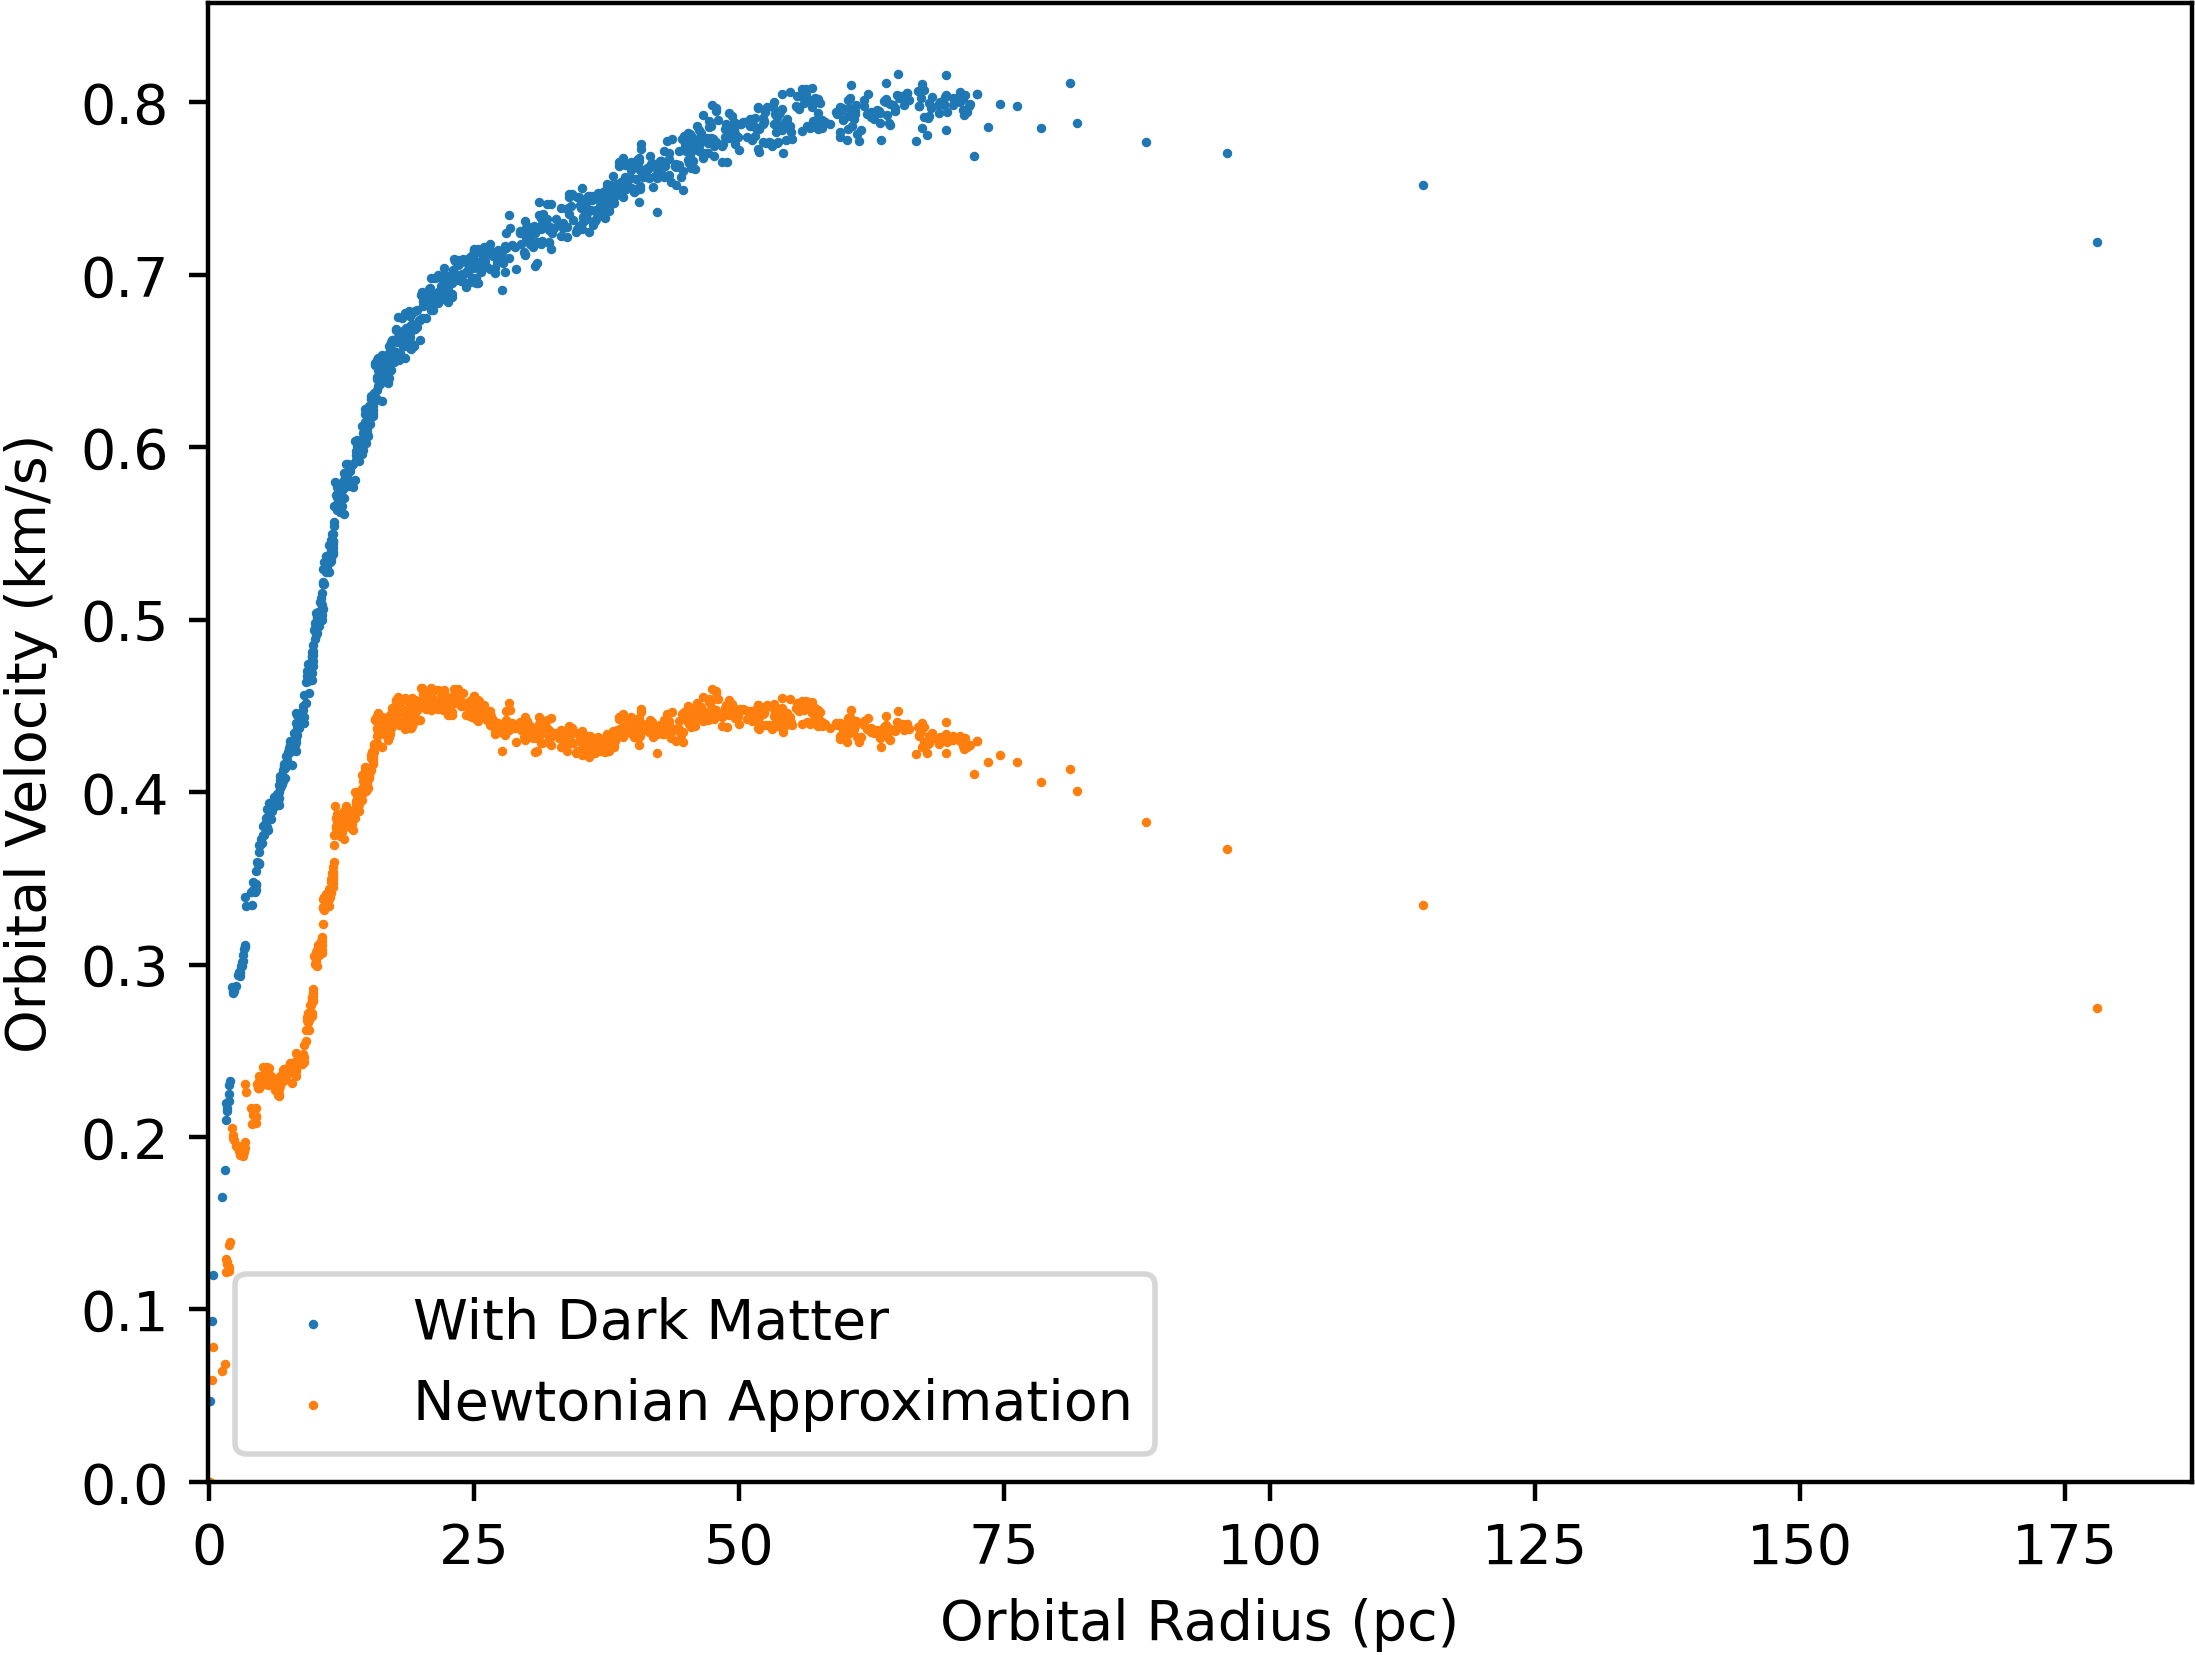 0.8
0.7
0.6
0.5
0.4
0.3
0.2
0.1
0.0
Orbital Velocity (km/s)
With Dark Matter
Newtonian Approximation
0 25 50 75 100 125 150 175
Orbital Radius (pc)